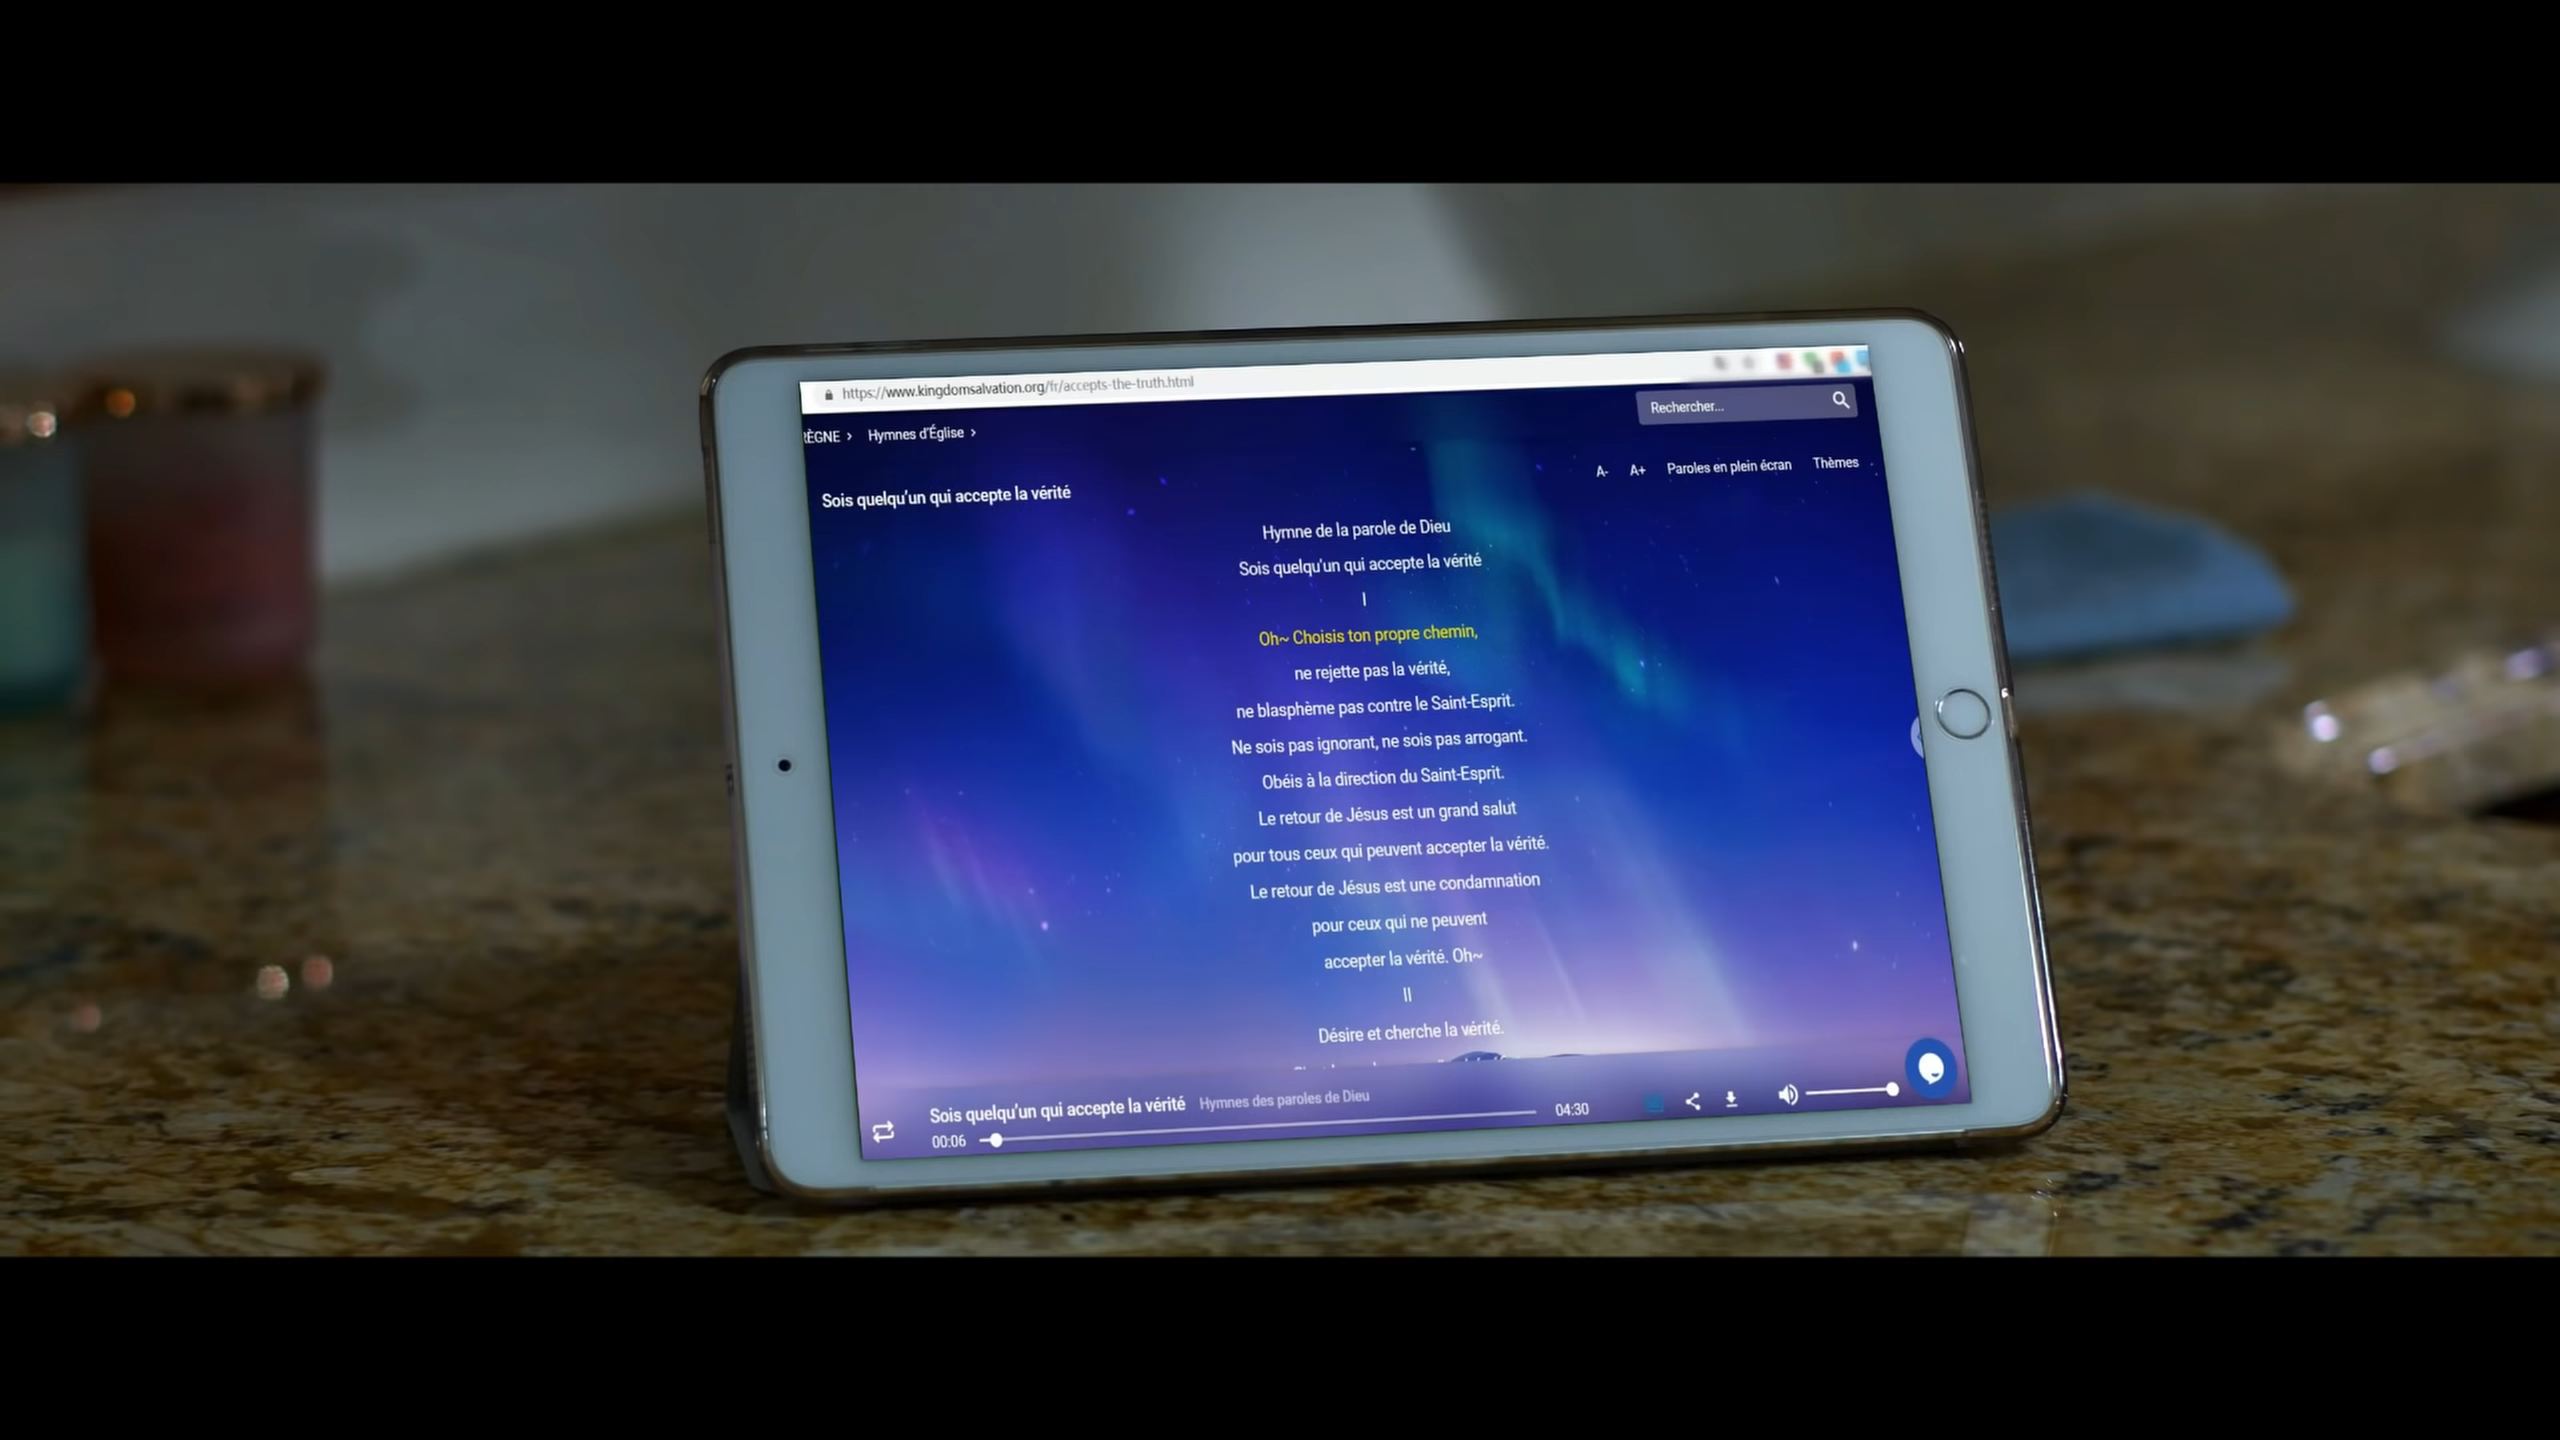 https://www.kingdomsalvation.org/fr/accepts-the-truth.html
Rechercher...
ÈGNE > Hymnes d'Église >
A- A+ Paroles en plein écran Thèmes
Sois quelqu'un qui accepte la vérité
Hymne de la parole de Dieu
Sois quelqu'un qui accepte la vérité
I
Oh~ Choisis ton propre chemin,
ne rejette pas la vérité,
ne blasphème pas contre le Saint-Esprit.
Ne sois pas ignorant, ne sois pas arrogant.
Obéis à la direction du Saint-Esprit.
Le retour de Jésus est un grand salut
pour tous ceux qui peuvent accepter la vérité.
Le retour de Jésus est une condamnation
pour ceux qui ne peuvent
accepter la vérité. Oh~
II
Désire et cherche la vérité.
Sois quelqu'un qui accepte la vérité Hymnes des paroles de Dieu
00:06 04:30